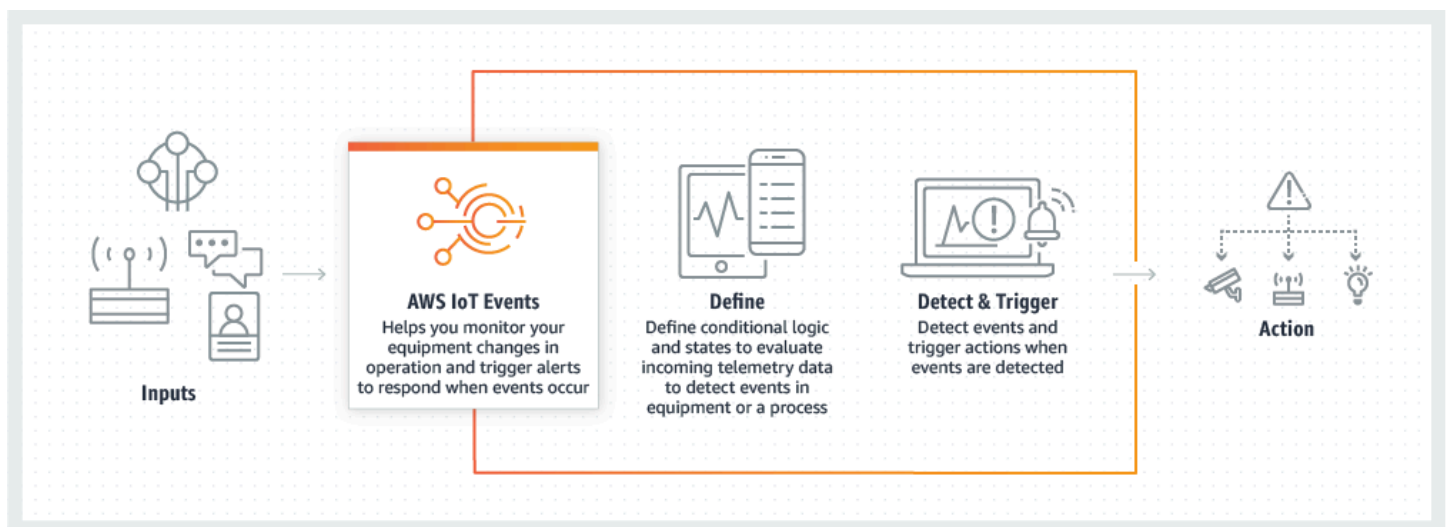 Inputs
AWS IoT Events
Helps you monitor your
equipment changes in
operation and trigger alerts
to respond when events occur
Define
Define conditional logic
and states to evaluate
incoming telemetry data
to detect events in
equipment or a process
Detect & Trigger
Detect events and
trigger actions when
events are detected
Action